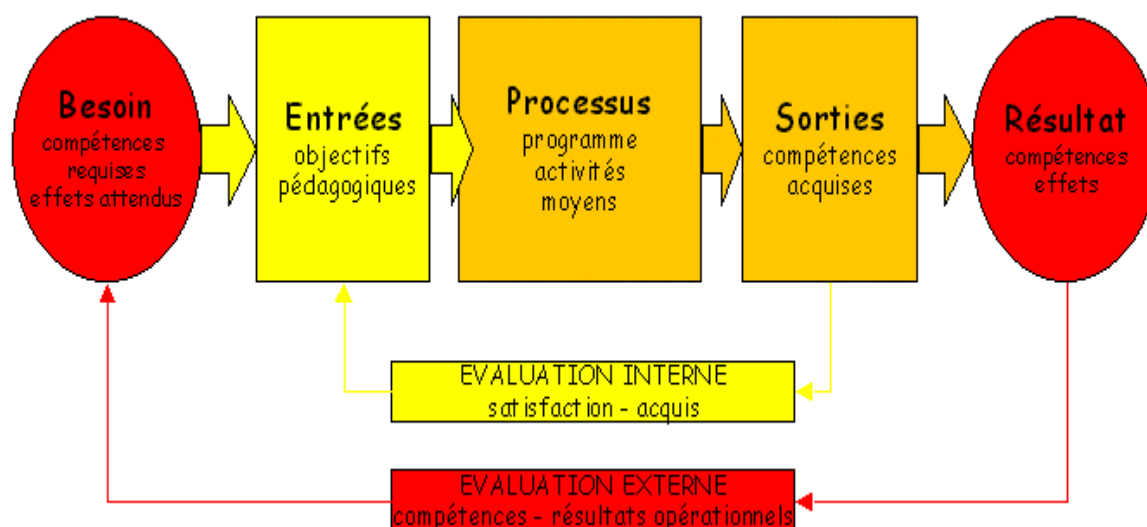 Besoin
compétences
requises
effets attendus
Entrées
objectifs
pédagogiques
Processus
programme
activités
moyens
Sorties
compétences
acquises
Résultat
compétences
effets
EVALUATION INTERNE
satisfaction - acquis
EVALUATION EXTERNE
compétences - résultats opérationnels